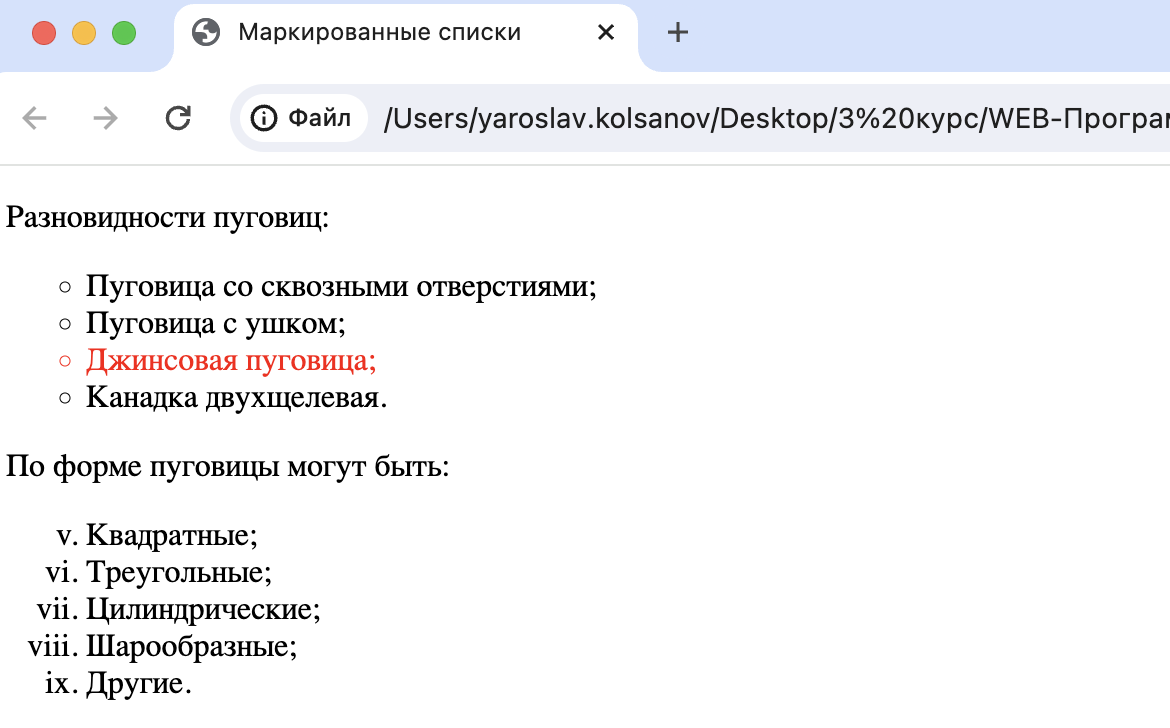 Маркированные списки
Файл /Users/yaroslav.kolsanov/Desktop/3%20курс/WEB-Програм
Разновидности пуговиц:
Пуговица со сквозными отверстиями;
Пуговица с ушком;
Джинсовая пуговица;
Канадка двухщелевая.
По форме пуговицы могут быть:
v. Квадратные;
vi. Треугольные;
vii. Цилиндрические;
viii. Шарообразные;
ix. Другие.